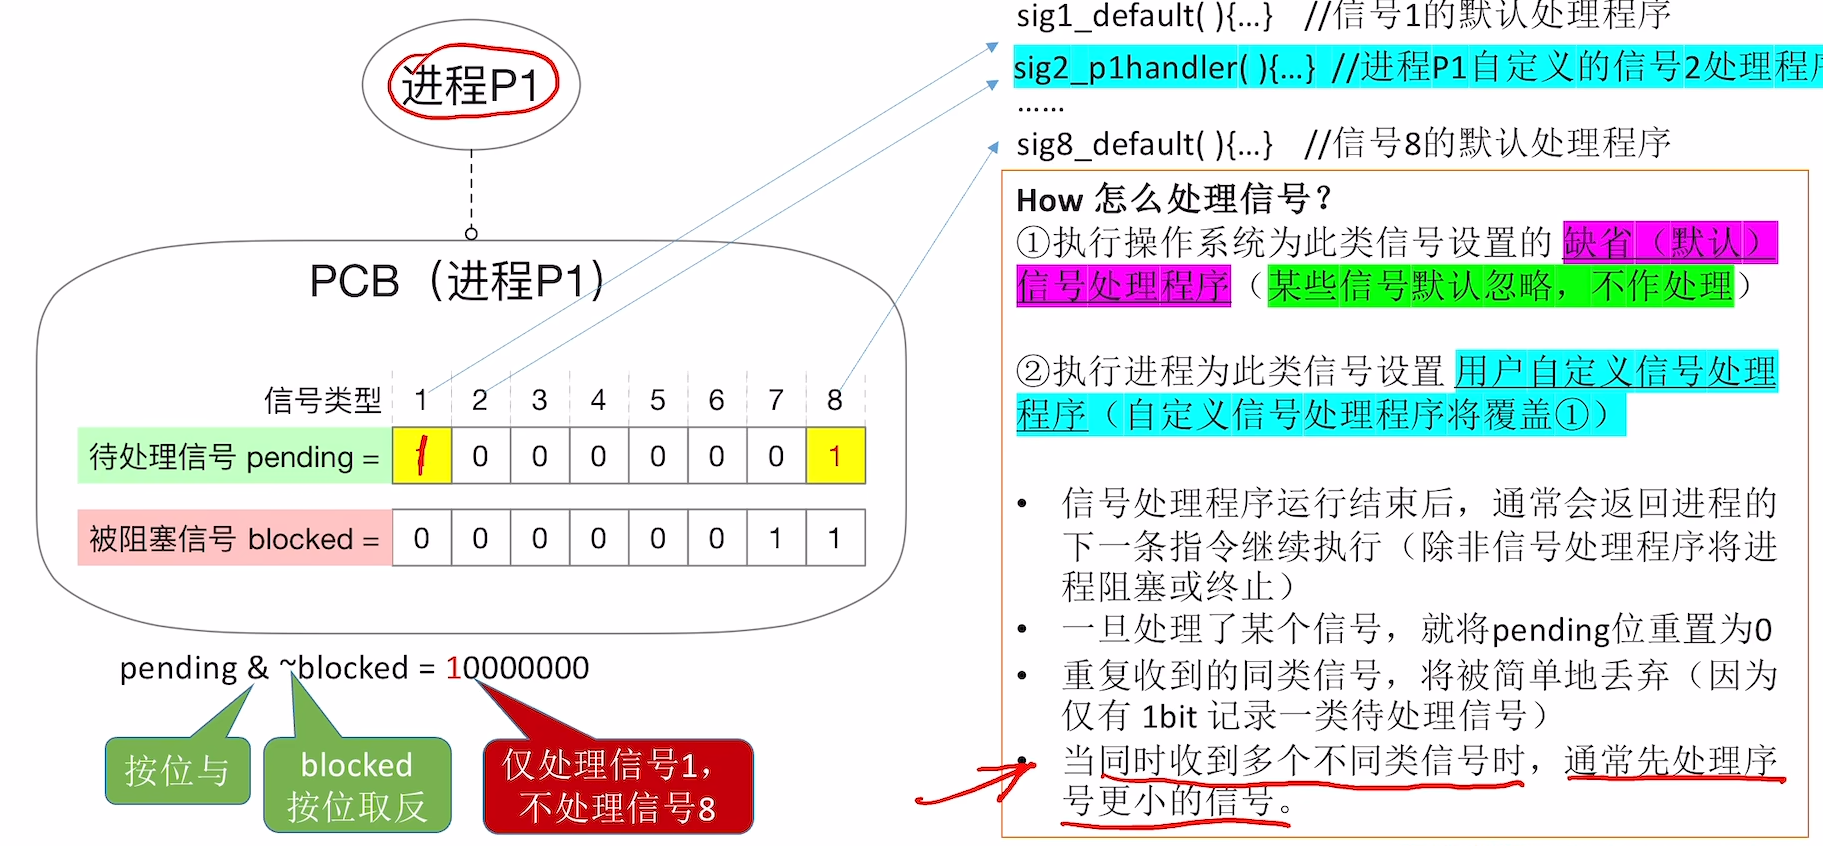 进程P1
PCB（进程P1）
信号类型 1 2 3 4 5 6 7 8
待处理信号 pending = 1 0 0 0 0 0 0 1
被阻塞信号 blocked = 0 0 0 0 0 0 1 1
pending & ~blocked = 10000000
按位与
blocked
按位取反
仅处理信号1，
不处理信号8
sig1_default( ){…} //信号1的默认处理程序
sig2_p1handler( ){…} //进程P1自定义的信号2处理程序
……
sig8_default( ){…} //信号8的默认处理程序
How 怎么处理信号？
①执行操作系统为此类信号设置的 缺省（默认）
信号处理程序（某些信号默认忽略，不作处理）
②执行进程为此类信号设置 用户自定义信号处理
程序（自定义信号处理程序将覆盖①）
• 信号处理程序运行结束后，通常会返回进程的
下一条指令继续执行（除非信号处理程序将进
程阻塞或终止）
• 一旦处理了某个信号，就将pending位重置为0
• 重复收到的同类信号，将被简单地丢弃（因为
仅有 1bit 记录一类待处理信号）
• 当同时收到多个不同类信号时，通常先处理序
号更小的信号。